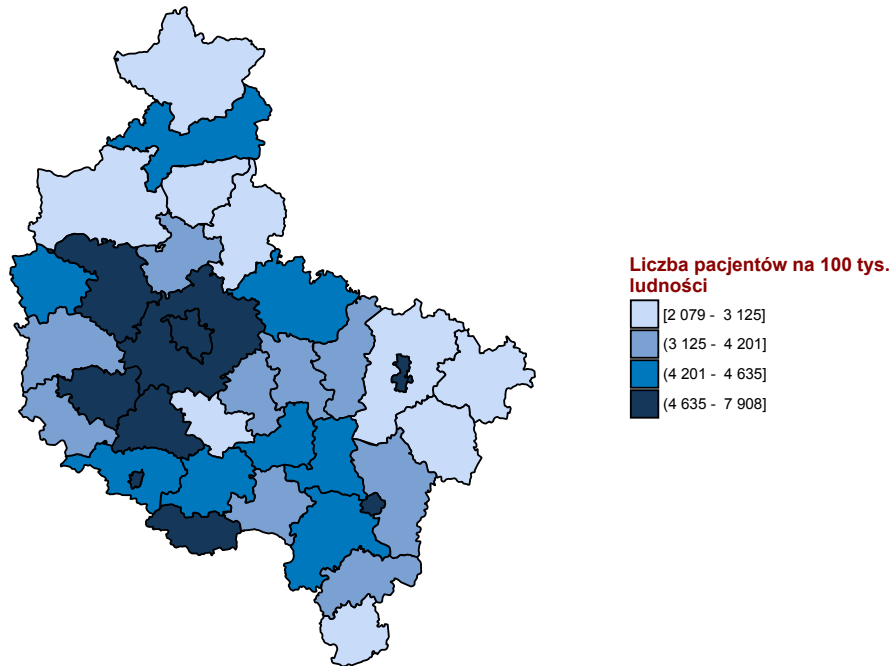 Liczba pacjentów na 100 tys.
ludności
[2 079 - 3 125]
(3 125 - 4 201]
(4 201 - 4 635]
(4 635 - 7 908]